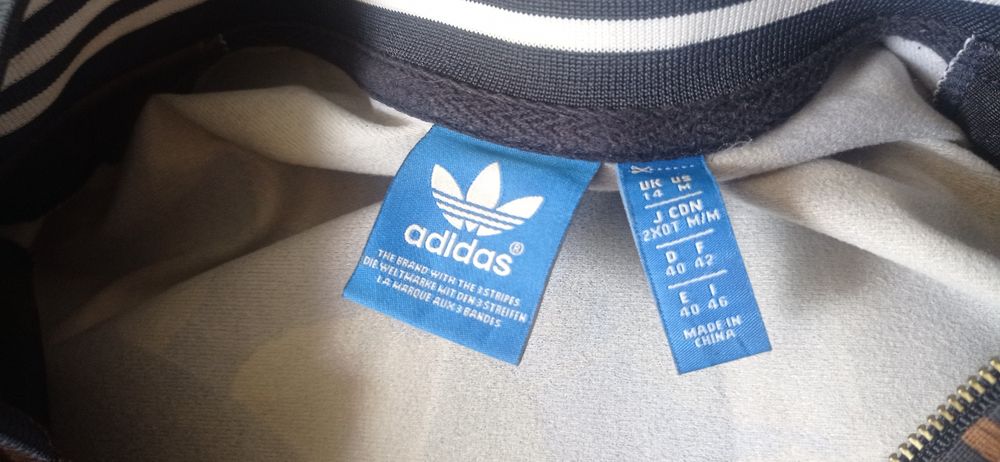 adidas®
THE BRAND WITH THE 3 STRIPES
DIE WELTMARKE MIT DEN 3 STREIFEN
LA MARQUE AUX 3 BANDES
UK US
14 M
J CDN
2XOT M/M
D F
40 42
E I
40 46
MADE IN
CHINA